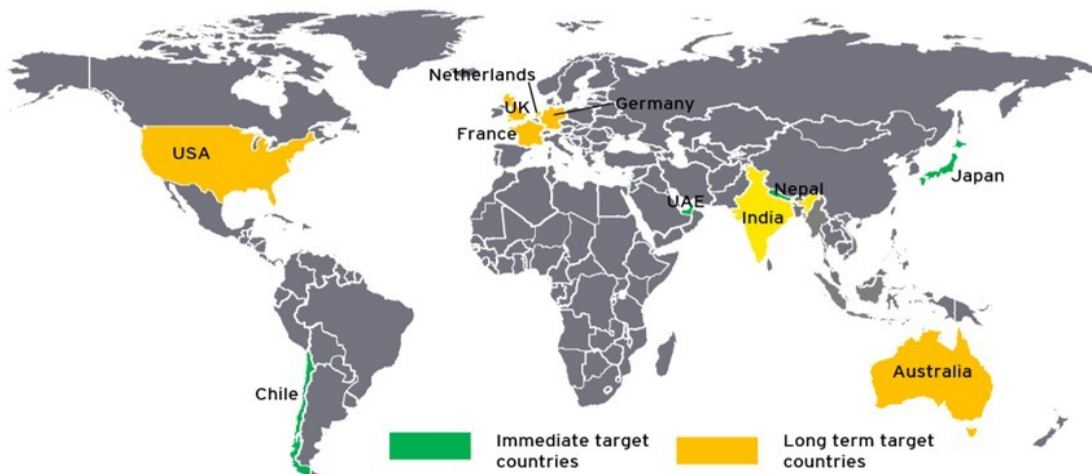 Netherlands
UK
Germany
France
USA
Japan
Nepal
UAE
India
Australia
Chile
Immediate target
countries
Long term target
countries